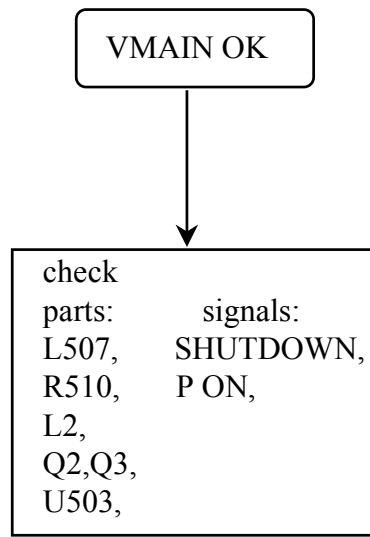 VMAIN OK
check
parts: signals:
L507, SHUTDOWN,
R510, P ON,
L2,
Q2,Q3,
U503,